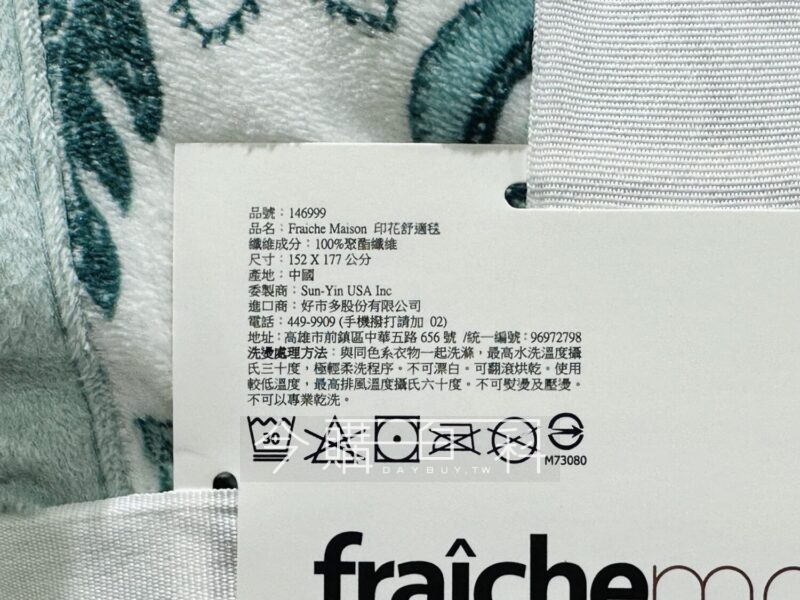 品號：146999
品名：Fraiche Maison 印花舒適毯
纖維成分：100%聚酯纖維
尺寸：152 X 177 公分
產地：中國
委製商：Sun-Yin USA Inc
進口商：好市多股份有限公司
電話：449-9909 (手機撥打請加 02)
地址：高雄市前鎮區中華五路 656 號 /統一編號：96972798
洗燙處理方法：與同色系衣物一起洗滌，最高水洗溫度攝
氏三十度，極輕柔洗程序。不可漂白。可翻滾烘乾。使用
較低溫度，最高排風溫度攝氏六十度。不可熨燙及壓燙。
不可以專業乾洗。
30
M73080
今購百科
DAYBUY.TW
fraîchema